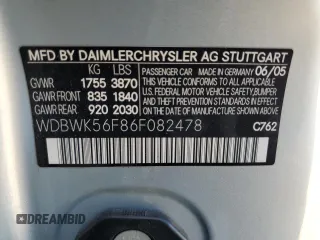 MFD BY DAIMLERCHRYSLER AG STUTTGART
KG LBS PASSENGER CAR MADE IN GERMANY 06/05
GVWR 1755 3870 THIS VEHICLE CONFORMS TO ALL
GAWR FRONT 835 1840 APPLICABLE U.S. FEDERAL MOTOR
GAWR REAR 920 2030 VEHICLE SAFETY, BUMPER,
AND THEFT PREVENTION STANDARDS
IN EFFECT ON THE DATE OF
MANUFACTURE SHOWN ABOVE
WDBWK56F86F082478 C762
DREAMBID